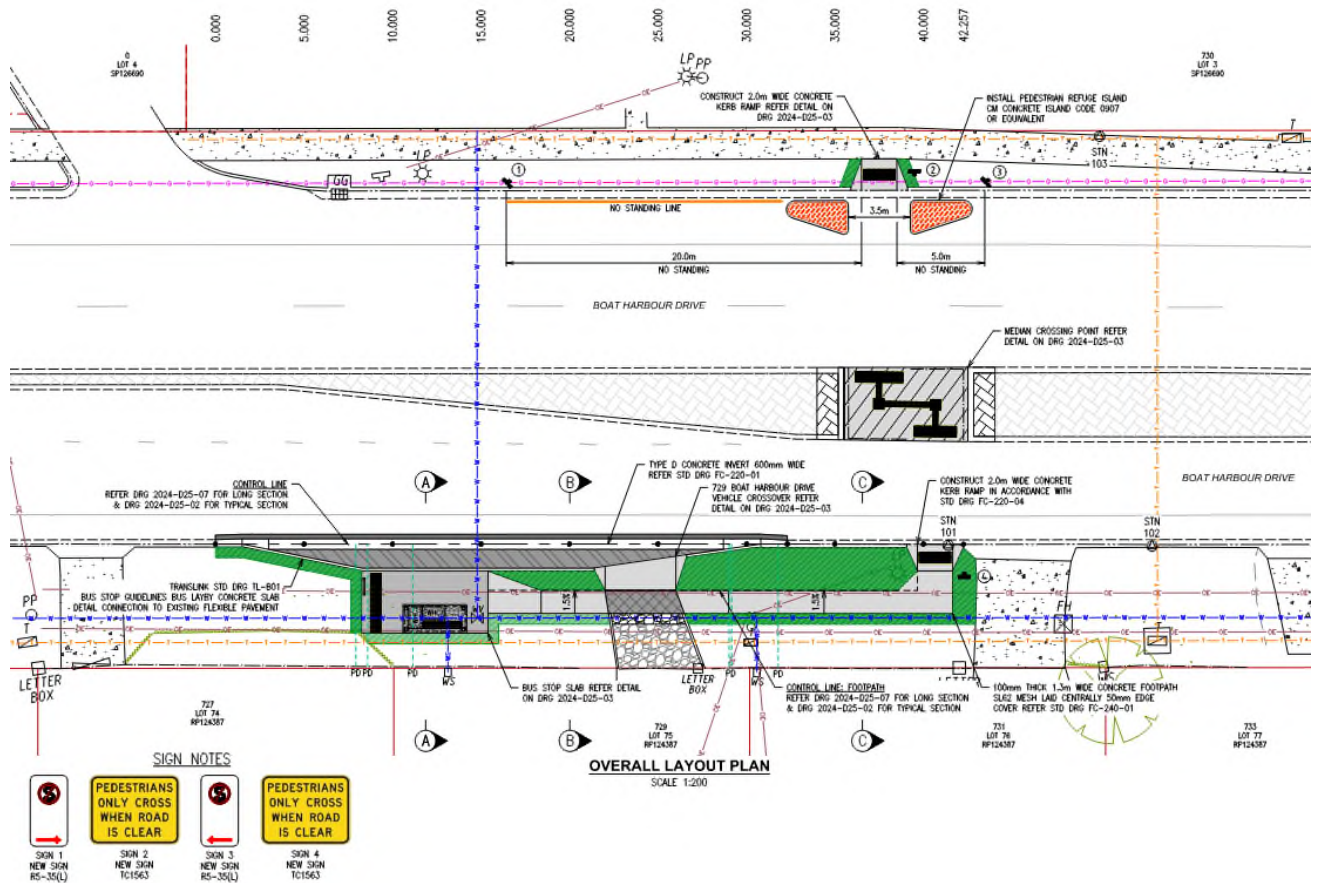 0.000
5.000
10.000
15.000
20.000
25.000
30.000
35.000
40.000
42.257
0
LOT 4
SP126690
730
LOT 3
SP126690
LP PP
CONSTRUCT 2.0m WIDE CONCRETE
KERB RAMP REFER DETAIL ON
DRG 2024-D25-03
INSTALL PEDESTRIAN REFUGE ISLAND
CM CONCRETE ISLAND CODE 0907
OR EQUIVALENT
T
STN
103
LP
GG
1
2
3
NO STANDING LINE
3.5m
20.0m
NO STANDING
5.0m
NO STANDING
BOAT HARBOUR DRIVE
MEDIAN CROSSING POINT REFER
DETAIL ON DRG 2024-D25-03
CONTROL LINE
REFER DRG 2024-D25-07 FOR LONG SECTION
& DRG 2024-D25-02 FOR TYPICAL SECTION
A
B
TYPE D CONCRETE INVERT 600mm WIDE
REFER STD DRG FC-220-01
729 BOAT HARBOUR DRIVE
VEHICLE CROSSOVER REFER
DETAIL ON DRG 2024-D25-03
C
CONSTRUCT 2.0m WIDE CONCRETE
KERB RAMP IN ACCORDANCE WITH
STD DRG FC-220-04
BOAT HARBOUR DRIVE
STN
101
STN
102
TRANSLINK STD DRG TL-B01
BUS STOP GUIDELINES BUS LAYBY CONCRETE SLAB
DETAIL CONNECTION TO EXISTING FLEXIBLE PAVEMENT
1.5%
1.5%
4
PP
T
FH
T
LETTER
BOX
PD PD
PD
WS
LETTER
BOX
PD
WS
PD
WS
BUS STOP SLAB REFER DETAIL
ON DRG 2024-D25-03
CONTROL LINE: FOOTPATH
REFER DRG 2024-D25-07 FOR LONG SECTION
& DRG 2024-D25-02 FOR TYPICAL SECTION
100mm THICK 1.3m WIDE CONCRETE FOOTPATH
SL62 MESH LAID CENTRALLY 50mm EDGE
COVER REFER STD DRG FC-240-01
727
LOT 74
RP124387
729
LOT 75
RP124387
731
LOT 76
RP124387
733
LOT 77
RP124387
A
B
C
OVERALL LAYOUT PLAN
SCALE 1:200
SIGN NOTES
S
PEDESTRIANS
ONLY CROSS
WHEN ROAD
IS CLEAR
S
PEDESTRIANS
ONLY CROSS
WHEN ROAD
IS CLEAR
SIGN 1
NEW SIGN
R5-35(L)
SIGN 2
NEW SIGN
TC1563
SIGN 3
NEW SIGN
R5-35(L)
SIGN 4
NEW SIGN
TC1563